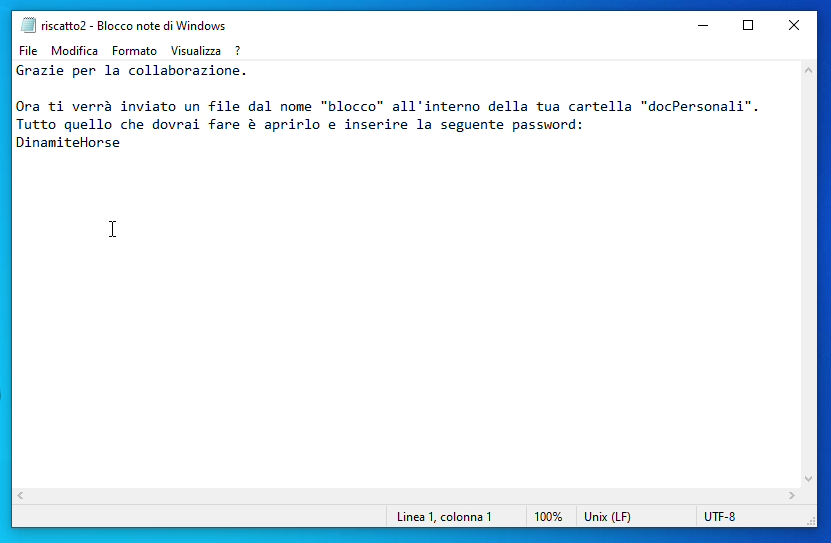 riscatto2 - Blocco note di Windows
File Modifica Formato Visualizza ?
Grazie per la collaborazione.
Ora ti verrà inviato un file dal nome "blocco" all'interno della tua cartella "docPersonali".
Tutto quello che dovrai fare è aprirlo e inserire la seguente password:
DinamiteHorse
Linea 1, colonna 1 100% Unix (LF) UTF-8